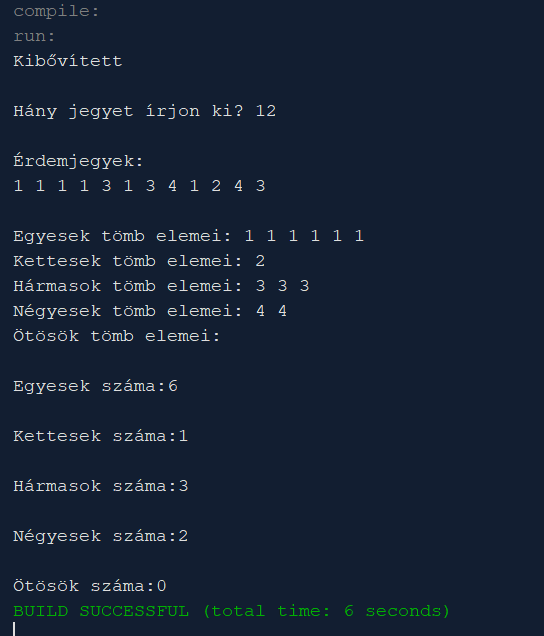 compile:
run:
Kibővített
Hány jegyet írjon ki? 12
Érdemjegyek:
1 1 1 1 3 1 3 4 1 2 4 3
Egyesek tömb elemei: 1 1 1 1 1 1
Kettesek tömb elemei: 2
Hármasok tömb elemei: 3 3 3
Négyesek tömb elemei: 4 4
Ötösök tömb elemei:
Egyesek száma:6
Kettesek száma:1
Hármasok száma:3
Négyesek száma:2
Ötösök száma:0
BUILD SUCCESSFUL (total time: 6 seconds)